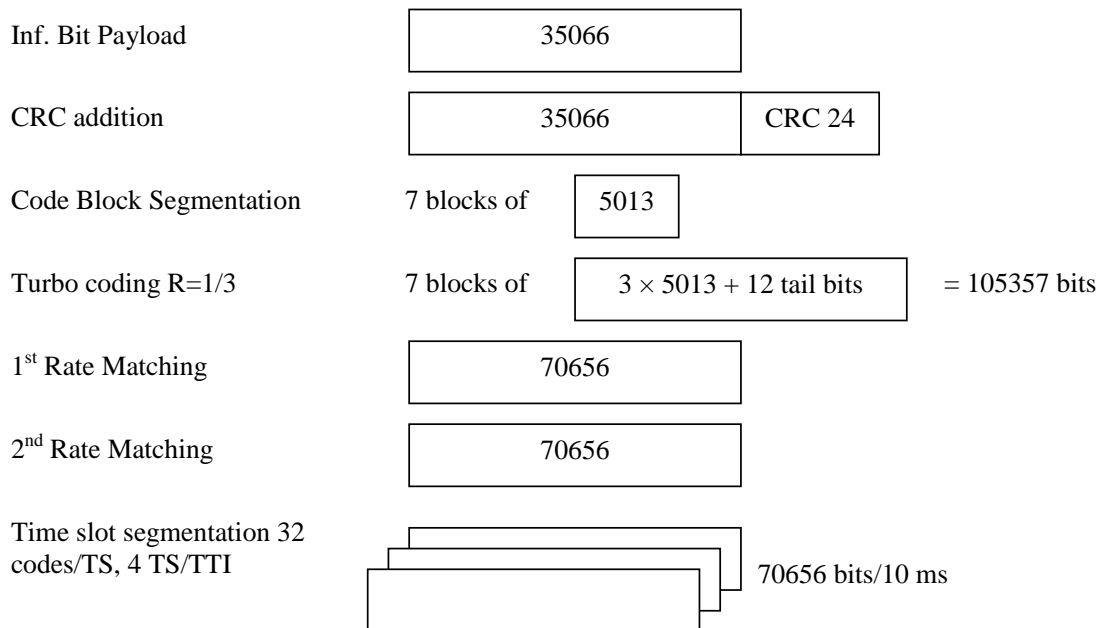 Inf. Bit Payload 35066
CRC addition 35066 CRC 24
Code Block Segmentation 7 blocks of 5013
Turbo coding R=1/3 7 blocks of 3 × 5013 + 12 tail bits = 105357 bits
1st Rate Matching 70656
2nd Rate Matching 70656
Time slot segmentation 32
codes/TS, 4 TS/TTI 70656 bits/10 ms